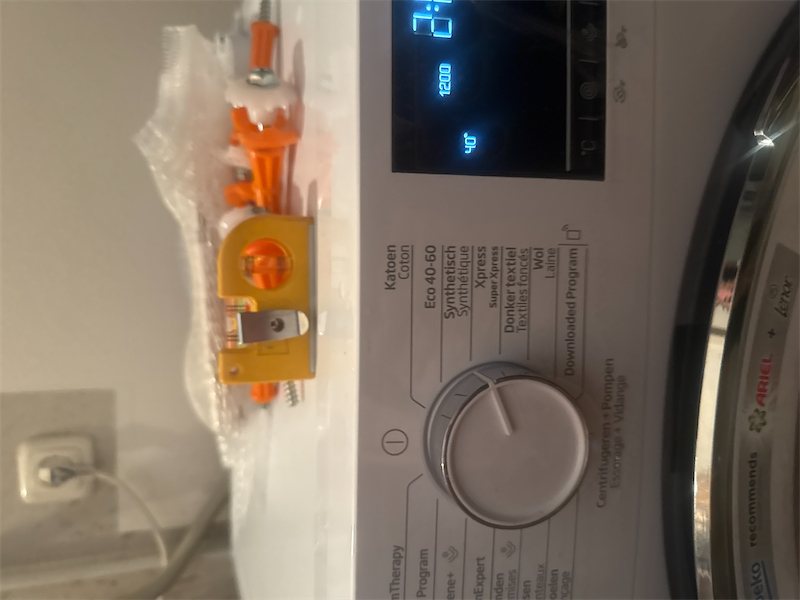 mTherapy
Program
ene+
nExpert
nden
mises
sen
nteaux
oelen
nçage
Katoen
Coton
Eco 40-60
Synthetisch
Synthétique
Xpress
Super Xpress
Donker textiel
Textiles foncés
Wol
Laine
Downloaded Program
Centrifugeren + Pompen
Essorage + Vidange
1200
40°
°C
beko recommends ARIEL + Lenor